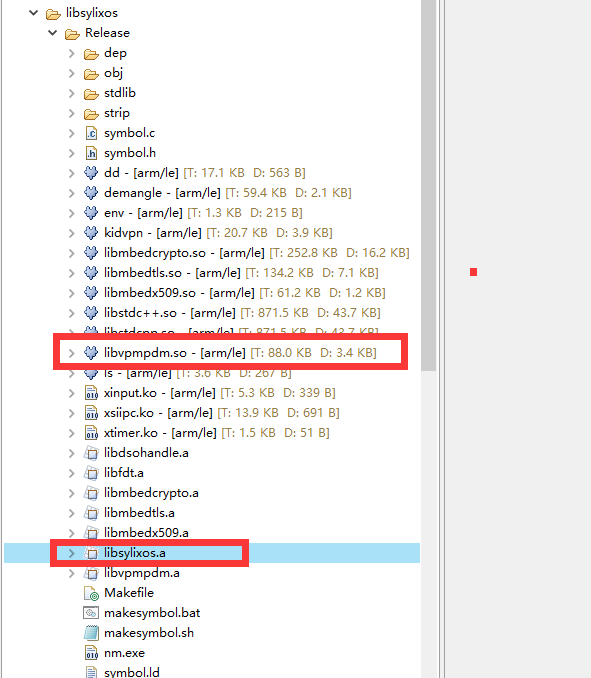 libsylixos
Release
dep
obj
stdlib
strip
symbol.c
symbol.h
dd - [arm/le] [T: 17.1 KB D: 563 B]
demangle - [arm/le] [T: 59.4 KB D: 2.1 KB]
env - [arm/le] [T: 1.3 KB D: 215 B]
kidvpn - [arm/le] [T: 20.7 KB D: 3.9 KB]
libmbedcrypto.so - [arm/le] [T: 252.8 KB D: 16.2 KB]
libmbedtls.so - [arm/le] [T: 134.2 KB D: 7.1 KB]
libmbedx509.so - [arm/le] [T: 61.2 KB D: 1.2 KB]
libstdc++.so - [arm/le] [T: 871.5 KB D: 43.7 KB]
libstdcpp.so - [arm/le] [T: 871.5 KB D: 43.7 KB]
libvpmpdm.so - [arm/le] [T: 88.0 KB D: 3.4 KB]
ls - [arm/le] [T: 3.6 KB D: 267 B]
xinput.ko - [arm/le] [T: 5.3 KB D: 339 B]
xsiipc.ko - [arm/le] [T: 13.9 KB D: 691 B]
xtimer.ko - [arm/le] [T: 1.5 KB D: 51 B]
libdsohandle.a
libfdt.a
libmbedcrypto.a
libmbedtls.a
libmbedx509.a
libsylixos.a
libvpmpdm.a
Makefile
makesymbol.bat
makesymbol.sh
nm.exe
symbol.ld